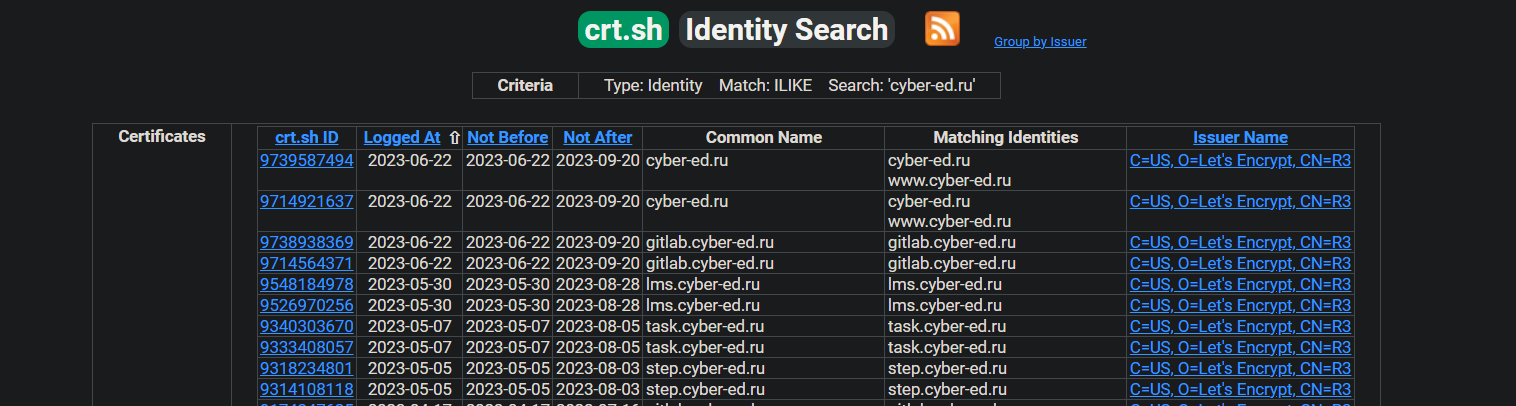 crt.sh Identity Search Group by Issuer
Criteria Type: Identity Match: ILIKE Search: 'cyber-ed.ru'
Certificates crt.sh ID Logged At ⇧ Not Before Not After Common Name Matching Identities Issuer Name
9739587494 2023-06-22 2023-06-22 2023-09-20 cyber-ed.ru cyber-ed.ru C=US, O=Let's Encrypt, CN=R3
www.cyber-ed.ru
9714921637 2023-06-22 2023-06-22 2023-09-20 cyber-ed.ru cyber-ed.ru C=US, O=Let's Encrypt, CN=R3
www.cyber-ed.ru
9738938369 2023-06-22 2023-06-22 2023-09-20 gitlab.cyber-ed.ru gitlab.cyber-ed.ru C=US, O=Let's Encrypt, CN=R3
9714564371 2023-06-22 2023-06-22 2023-09-20 gitlab.cyber-ed.ru gitlab.cyber-ed.ru C=US, O=Let's Encrypt, CN=R3
9548184978 2023-05-30 2023-05-30 2023-08-28 lms.cyber-ed.ru lms.cyber-ed.ru C=US, O=Let's Encrypt, CN=R3
9526970256 2023-05-30 2023-05-30 2023-08-28 lms.cyber-ed.ru lms.cyber-ed.ru C=US, O=Let's Encrypt, CN=R3
9340303670 2023-05-07 2023-05-07 2023-08-05 task.cyber-ed.ru task.cyber-ed.ru C=US, O=Let's Encrypt, CN=R3
9333408057 2023-05-07 2023-05-07 2023-08-05 task.cyber-ed.ru task.cyber-ed.ru C=US, O=Let's Encrypt, CN=R3
9318234801 2023-05-05 2023-05-05 2023-08-03 step.cyber-ed.ru step.cyber-ed.ru C=US, O=Let's Encrypt, CN=R3
9314108118 2023-05-05 2023-05-05 2023-08-03 step.cyber-ed.ru step.cyber-ed.ru C=US, O=Let's Encrypt, CN=R3